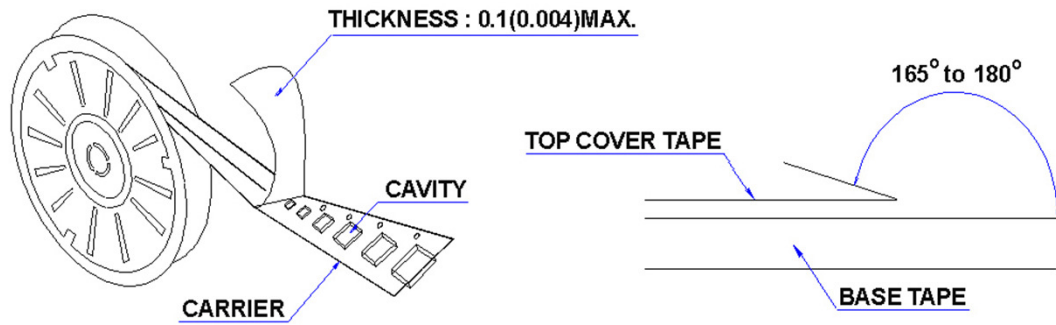 THICKNESS : 0.1(0.004)MAX.
165° to 180°
TOP COVER TAPE
CAVITY
CARRIER
BASE TAPE